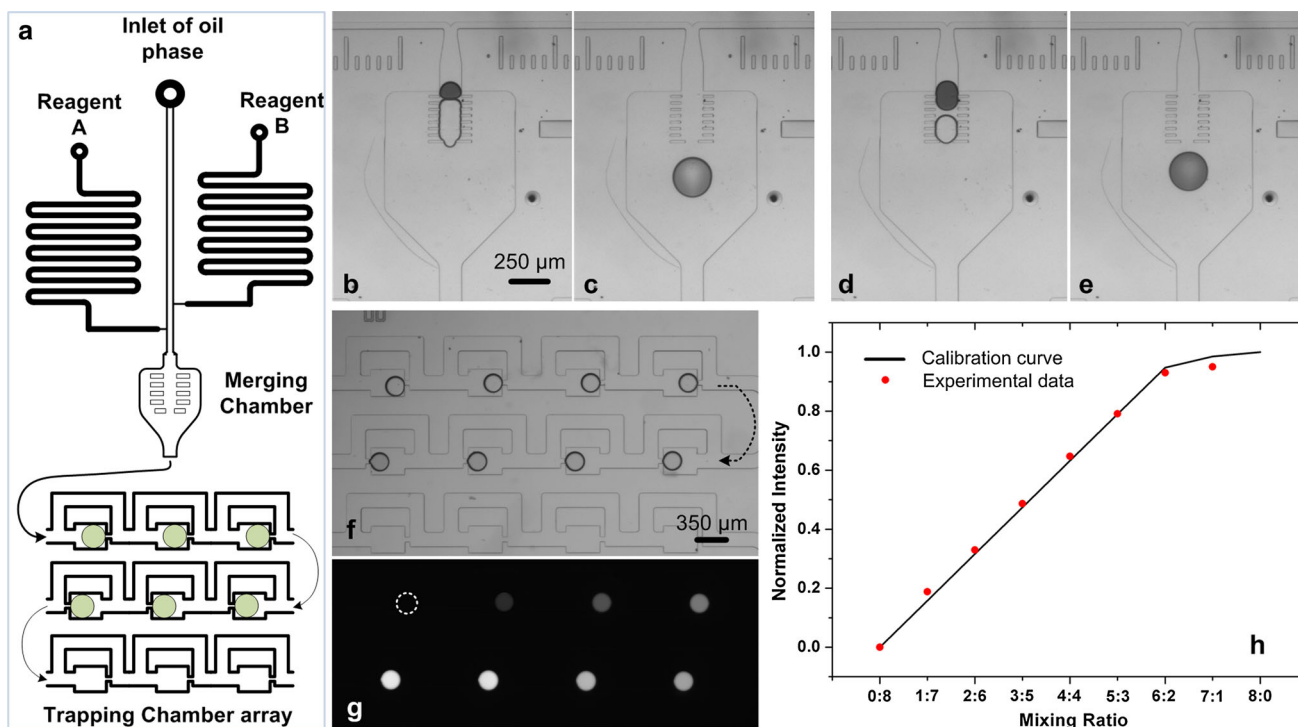 a
Inlet of oil
phase
Reagent
A
Reagent
B
Merging
Chamber
Trapping Chamber array
b
250 µm
c
d
e
f
350 µm
g
Calibration curve
Experimental data
Normalized Intensity
1.0
0.8
0.6
0.4
0.2
0.0
h
0:8 1:7 2:6 3:5 4:4 5:3 6:2 7:1 8:0
Mixing Ratio